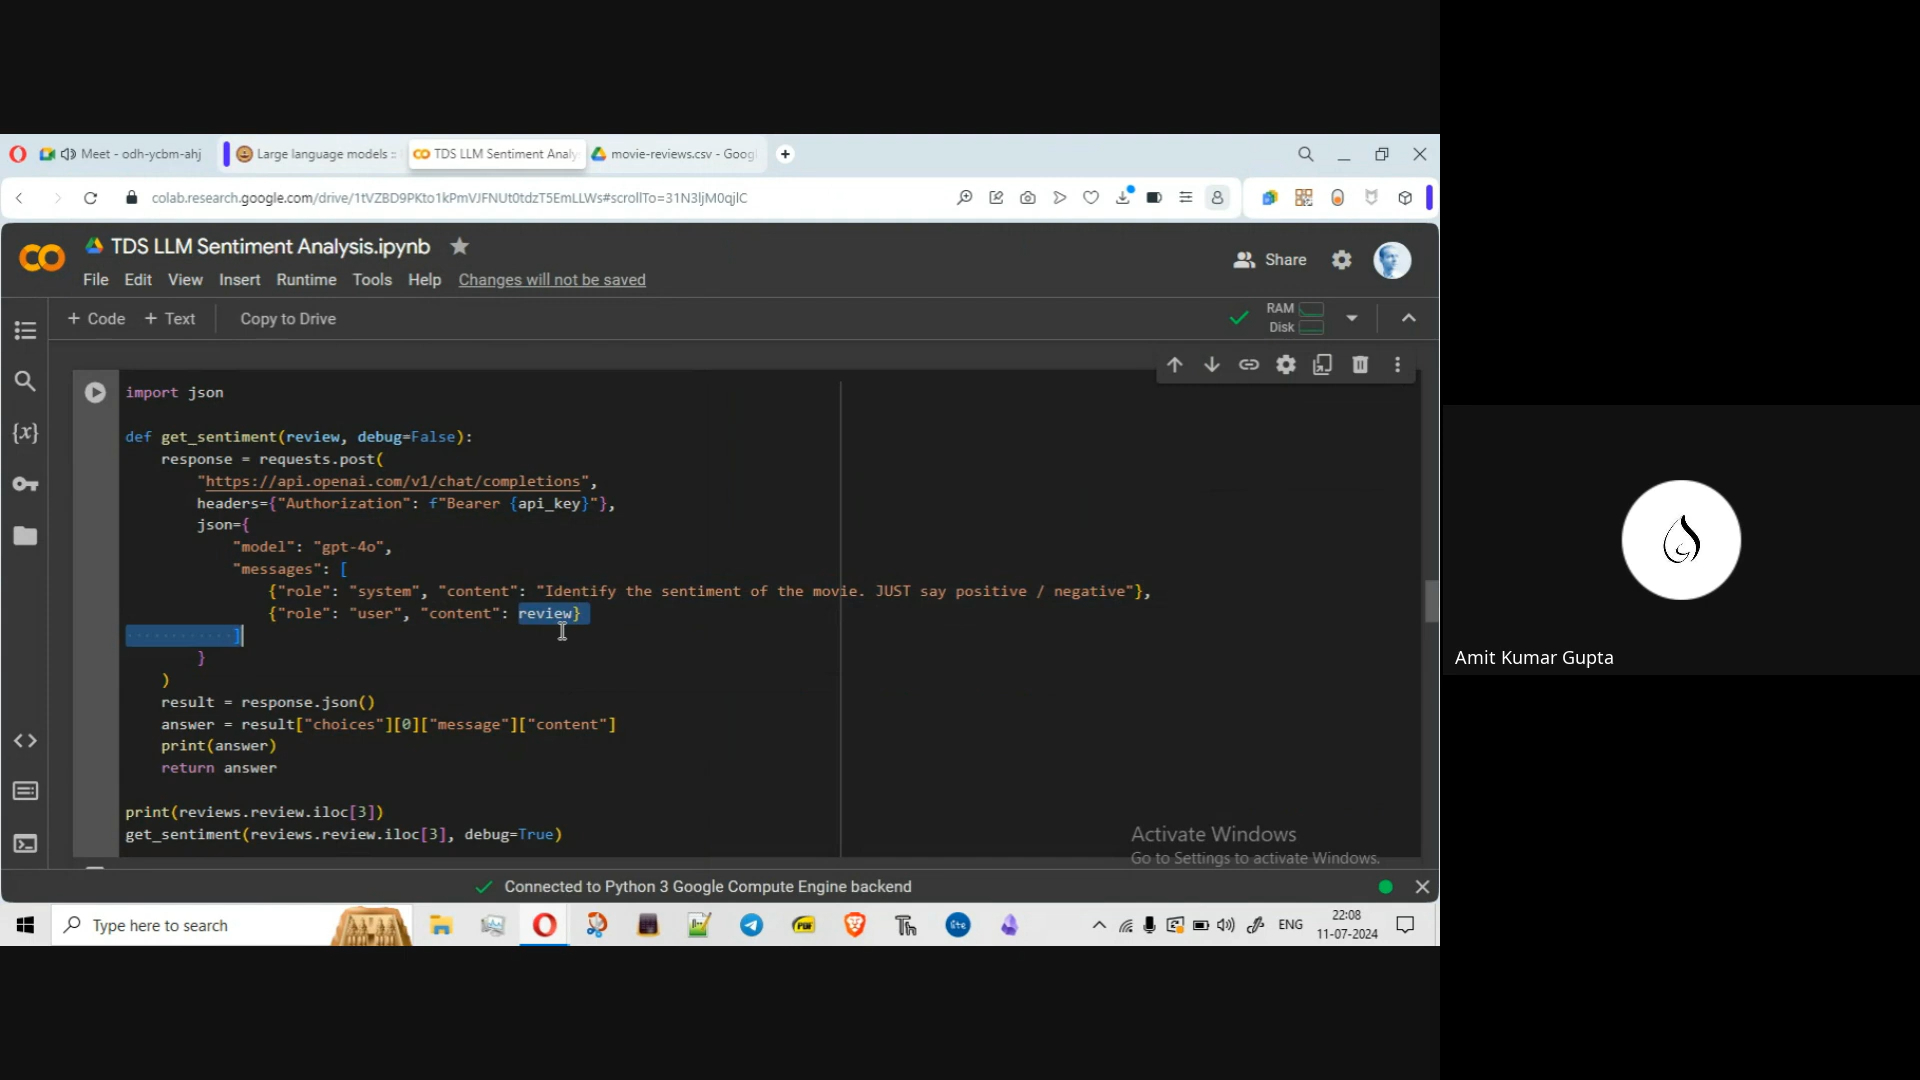 Meet - odh-ycbm-ahj
Large language models ::
TDS LLM Sentiment Analy
movie-reviews.csv - Goog
colab.research.google.com/drive/1tVZBD9PKto1kPmVJFNUt0tdzT5EmLLWs#scrollTo=31N3ljM0qjlC
TDS LLM Sentiment Analysis.ipynb
File Edit View Insert Runtime Tools Help Changes will not be saved
Share
+ Code + Text Copy to Drive
RAM
Disk
import json
def get_sentiment(review, debug=False):
response = requests.post(
"https://api.openai.com/v1/chat/completions",
headers={"Authorization": f"Bearer {api_key}"},
json={
"model": "gpt-4o",
"messages": [
{"role": "system", "content": "Identify the sentiment of the movie. JUST say positive / negative"},
{"role": "user", "content": review}
]
}
)
result = response.json()
answer = result["choices"][0]["message"]["content"]
print(answer)
return answer
print(reviews.review.iloc[3])
get_sentiment(reviews.review.iloc[3], debug=True)
Activate Windows
Go to Settings to activate Windows.
Connected to Python 3 Google Compute Engine backend
Type here to search
ENG
22:08
11-07-2024
Amit Kumar Gupta